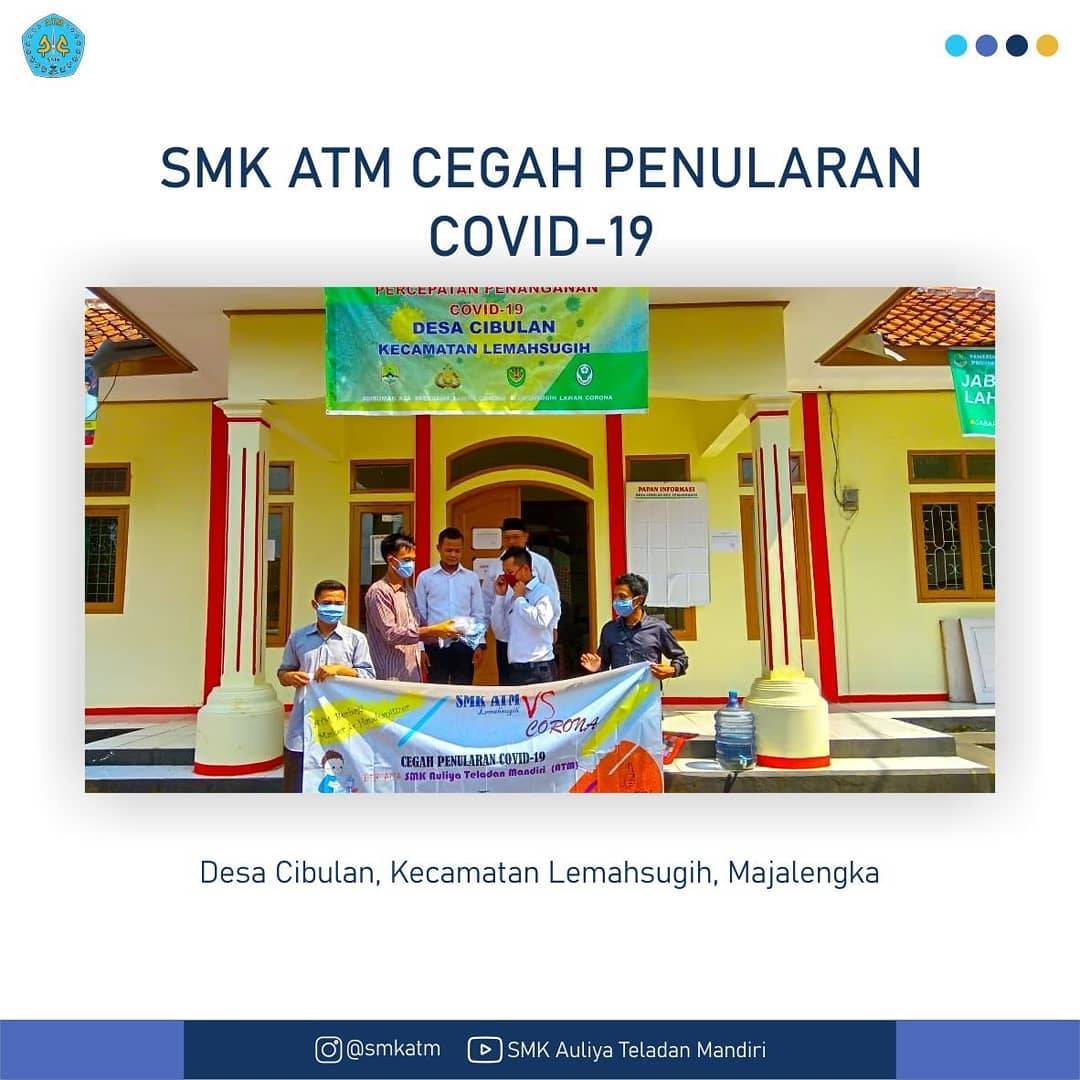 SMK ATM CEGAH PENULARAN
COVID-19
PERCEPATAN PENANGANAN
COVID-19
DESA CIBULAN
KECAMATAN LEMAHSUGIH
LAWAN CORONA
JAB
LAH
PAPAN INFORMASI
SMK ATM VS
Lemahsugih
CORONA
CEGAH PENULARAN COVID-19
SMK Auliya Teladan Mandiri (ATM)
Desa Cibulan, Kecamatan Lemahsugih, Majalengka
@smkatm
SMK Auliya Teladan Mandiri